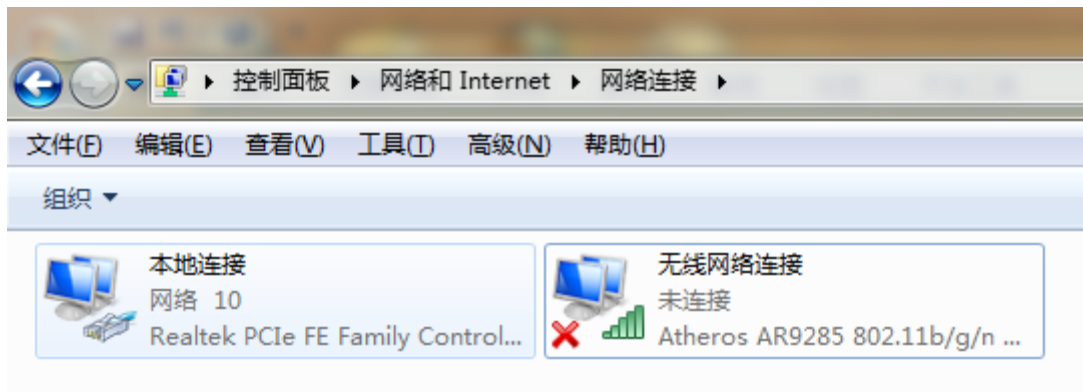 控制面板 网络和 Internet 网络连接
文件(F) 编辑(E) 查看(V) 工具(T) 高级(N) 帮助(H)
组织
本地连接
网络 10
Realtek PCIe FE Family Control...
无线网络连接
未连接
Atheros AR9285 802.11b/g/n ...